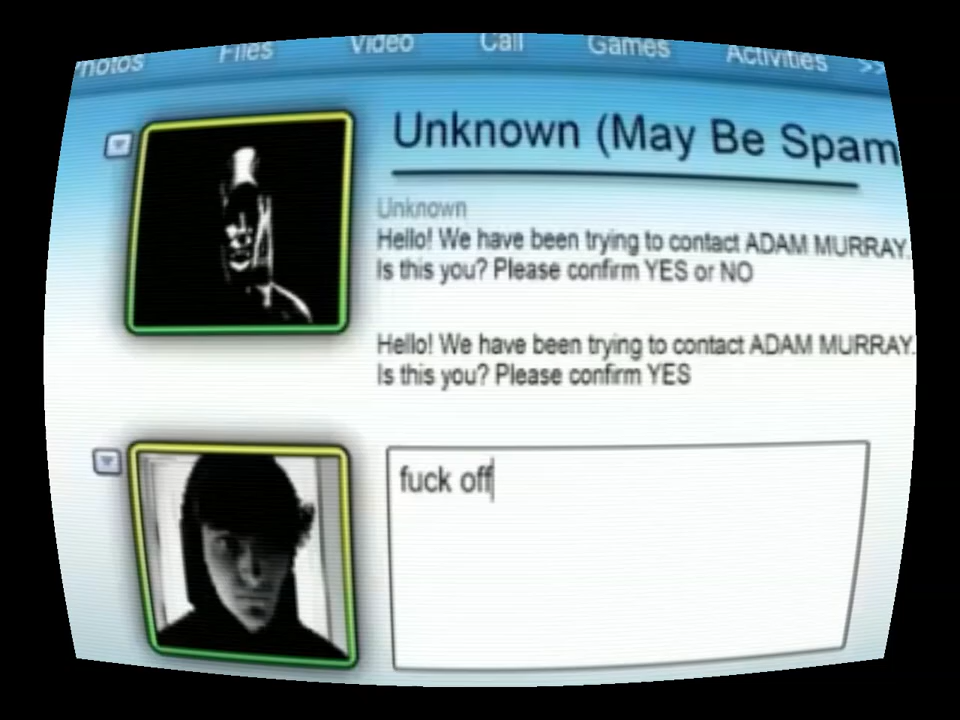 Photos Files Video Call Games Activities >>
Unknown (May Be Spam
Unknown
Hello! We have been trying to contact ADAM MURRAY.
Is this you? Please confirm YES or NO
Hello! We have been trying to contact ADAM MURRAY.
Is this you? Please confirm YES
fuck off